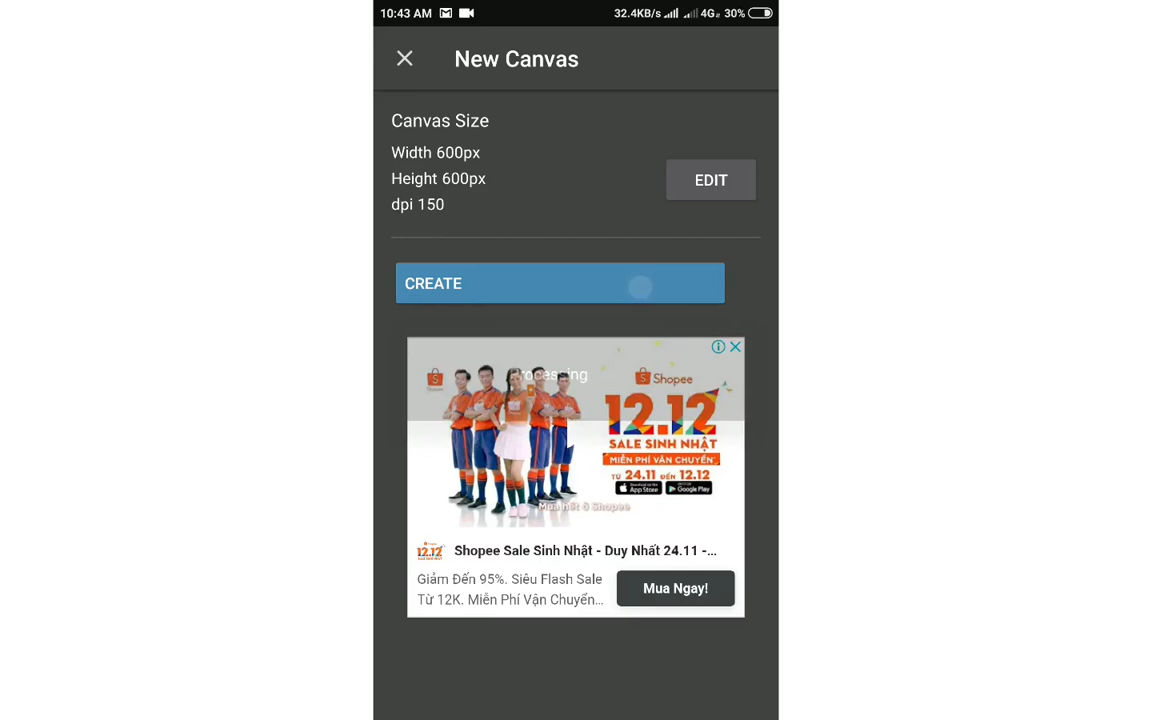 10:43 AM 32.4KB/s 4G 30%
New Canvas
Canvas Size
Width 600px
Height 600px
EDIT
dpi 150
CREATE
Processing
Shopee
12.12
SALE SINH NHẬT
MIỄN PHÍ VẬN CHUYỂN
TỪ 24.11 ĐẾN 12.12
App Store Google Play
Mua hết ở Shopee
12.12 Shopee Sale Sinh Nhật - Duy Nhất 24.11 -...
Giảm Đến 95%. Siêu Flash Sale
Từ 12K. Miễn Phí Vận Chuyển...
Mua Ngay!